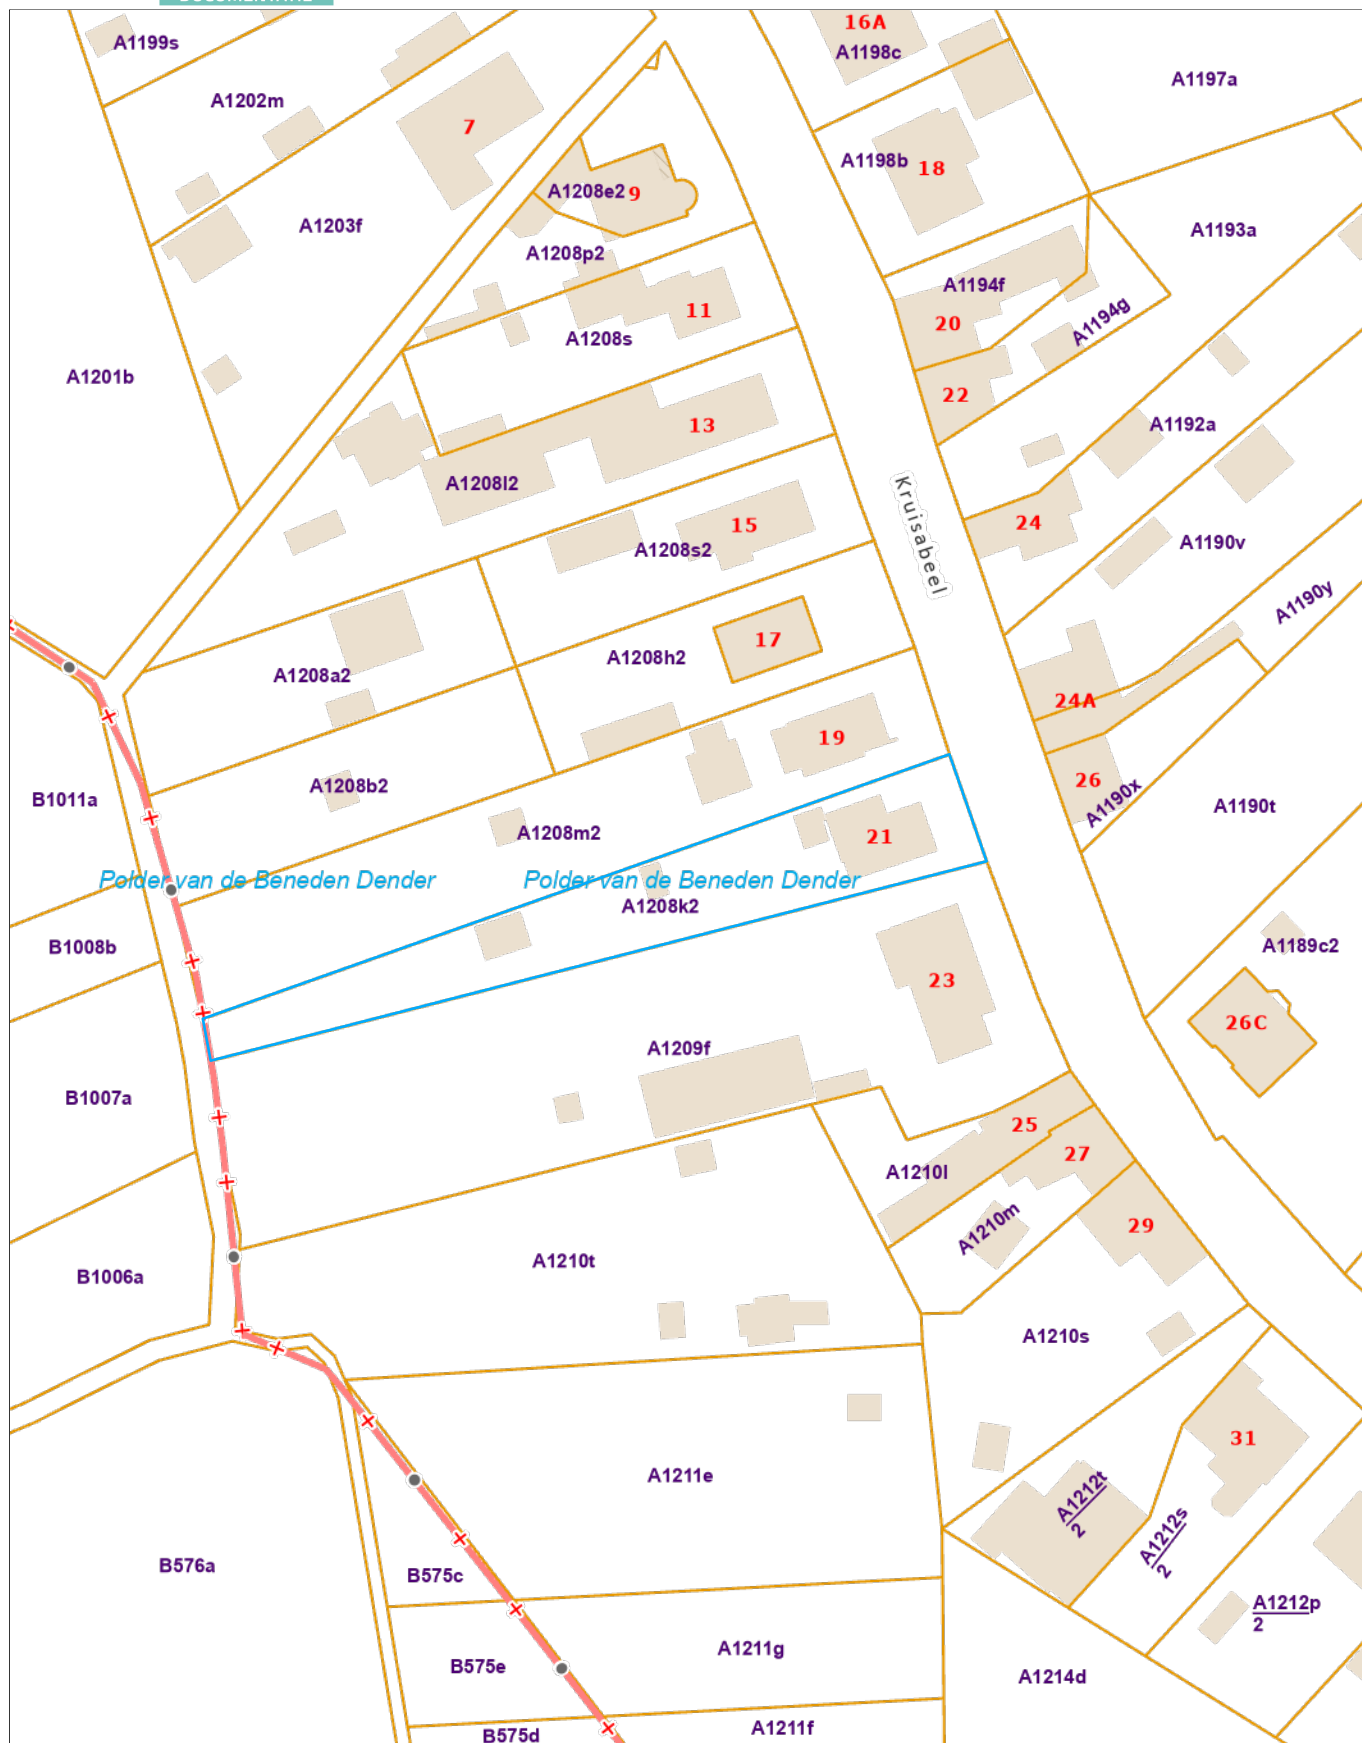 16A
A1199s
A1198c
A1197a
A1202m
7
A1198b
18
A1208e2
9
A1203f
A1193a
A1208p2
A1194f
11
A1194g
20
A1208s
A1201b
22
13
A1192a
A1208l2
Kruisabeel
15
24
A1208s2
A1190v
A1190y
17
A1208h2
A1208a2
24A
19
A1208b2
26
B1011a
A1190x
A1190t
A1208m2
21
Polder van de Beneden Dender
Polder van de Beneden Dender
A1208k2
B1008b
A1189c2
23
26C
A1209f
B1007a
25
27
A1210l
29
A1210m
A1210t
B1006a
A1210s
31
A1211e
A1212t
2
A1212s
2
B576a
B575c
A1212p
2
A1211g
B575e
A1214d
A1211f
B575d